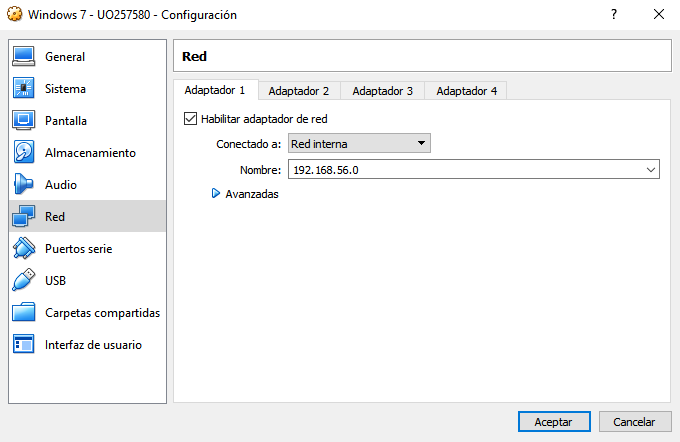 Windows 7 - UO257580 - Configuración
General
Sistema
Pantalla
Almacenamiento
Audio
Red
Puertos serie
USB
Carpetas compartidas
Interfaz de usuario
Red
Adaptador 1 Adaptador 2 Adaptador 3 Adaptador 4
Habilitar adaptador de red
Conectado a: Red interna
Nombre: 192.168.56.0
Avanzadas
Aceptar Cancelar